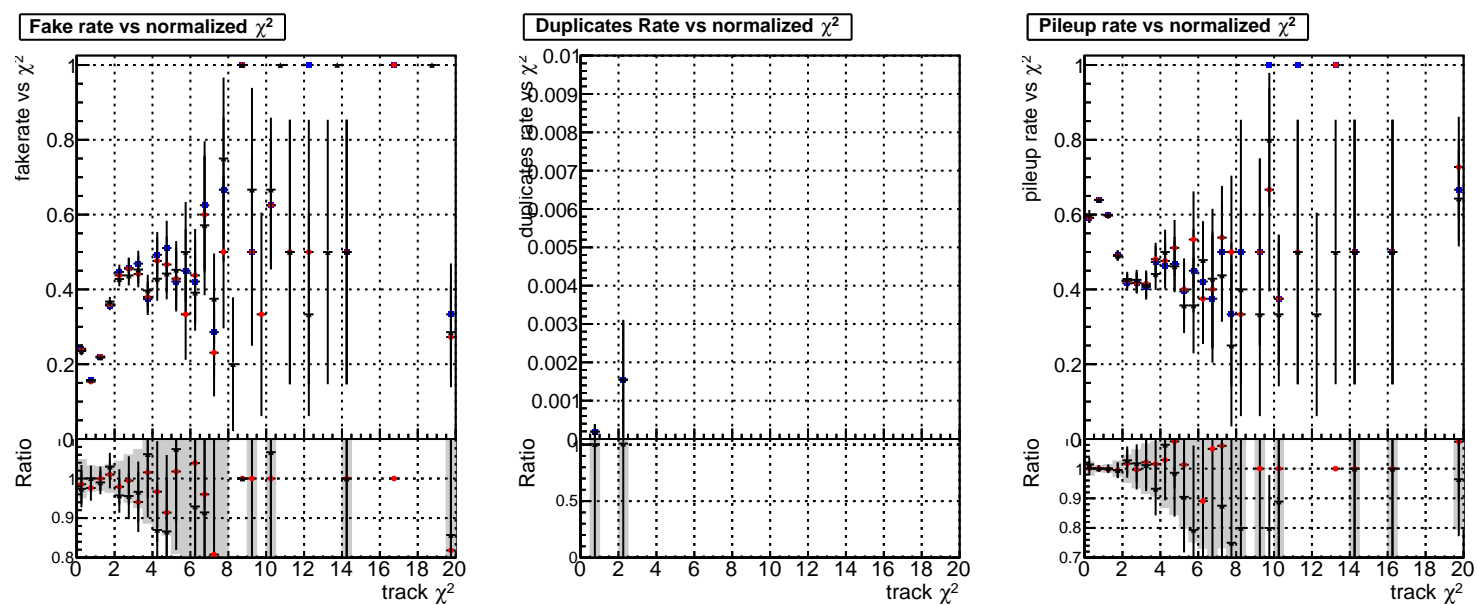 Fake rate vs normalized χ²
fakerate vs χ²
1
0.8
0.6
0.4
0.2
0
Ratio
1
0.9
0.8
0 2 4 6 8 10 12 14 16 18 20
track χ²
Duplicates Rate vs normalized χ²
duplicates rate vs χ²
0.01
0.009
0.008
0.007
0.006
0.005
0.004
0.003
0.002
0.001
0
Ratio
0.5
0
0 2 4 6 8 10 12 14 16 18 20
track χ²
Pileup rate vs normalized χ²
pileup rate vs χ²
1
0.8
0.6
0.4
0.2
0
Ratio
1
0.9
0.8
0.7
0 2 4 6 8 10 12 14 16 18 20
track χ²